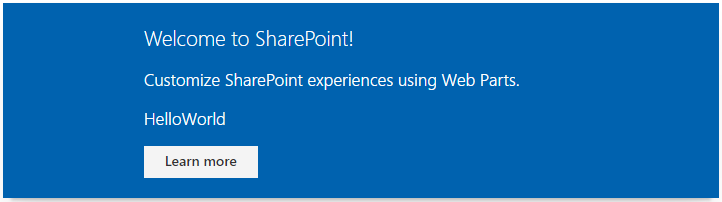 Welcome to SharePoint!
Customize SharePoint experiences using Web Parts.
HelloWorld
Learn more